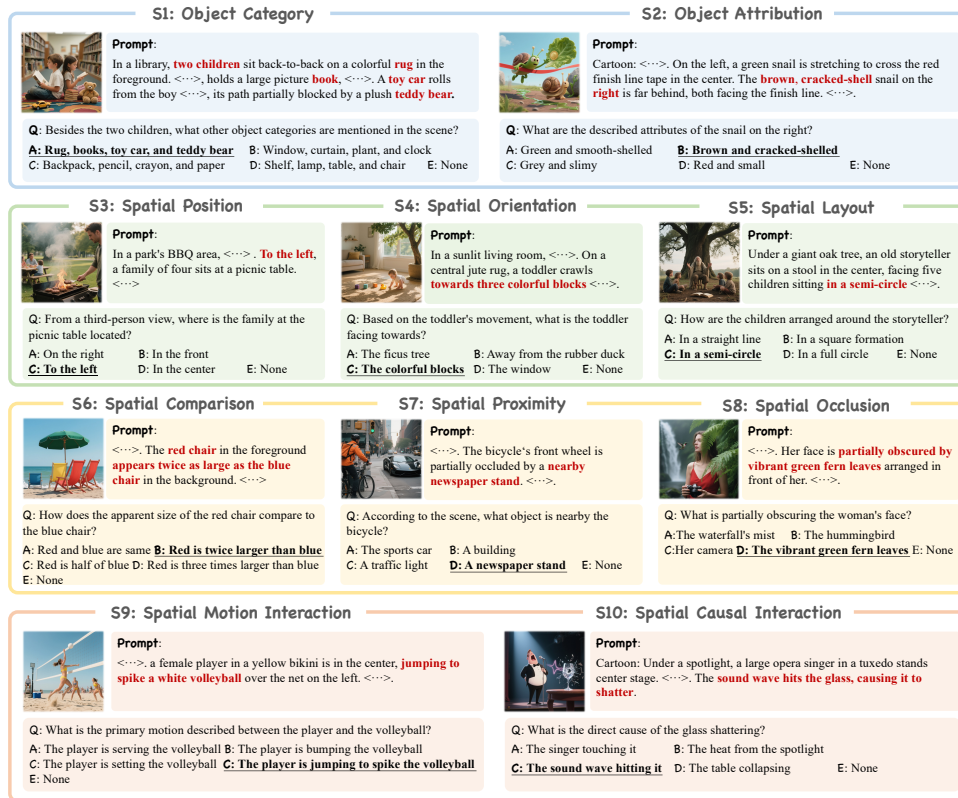 S1: Object Category
Prompt:
In a library, two children sit back-to-back on a colorful rug in the
foreground. <···>, holds a large picture book, <···>. A toy car rolls
from the boy <···>, its path partially blocked by a plush teddy bear.
Q: Besides the two children, what other object categories are mentioned in the scene?
A: Rug, books, toy car, and teddy bear B: Window, curtain, plant, and clock
C: Backpack, pencil, crayon, and paper D: Shelf, lamp, table, and chair E: None
S2: Object Attribution
Prompt:
Cartoon: <···>. On the left, a green snail is stretching to cross the red
finish line tape in the center. The brown, cracked-shell snail on the
right is far behind, both facing the finish line. <···>.
Q: What are the described attributes of the snail on the right?
A: Green and smooth-shelled B: Brown and cracked-shelled
C: Grey and slimy D: Red and small E: None
S3: Spatial Position
Prompt:
In a park's BBQ area, <···> . To the left,
a family of four sits at a picnic table.
<···>
Q: From a third-person view, where is the family at the
picnic table located?
A: On the right B: In the front
C: To the left D: In the center E: None
S4: Spatial Orientation
Prompt:
In a sunlit living room, <···>. On a
central jute rug, a toddler crawls
towards three colorful blocks <···>.
Q: Based on the toddler's movement, what is the toddler
facing towards?
A: The ficus tree B: Away from the rubber duck
C: The colorful blocks D: The window E: None
S5: Spatial Layout
Prompt:
Under a giant oak tree, an old storyteller
sits on a stool in the center, facing five
children sitting in a semi-circle <···>.
Q: How are the children arranged around the storyteller?
A: In a straight line B: In a square formation
C: In a semi-circle D: In a full circle E: None
S6: Spatial Comparison
Prompt:
<···>. The red chair in the foreground
appears twice as large as the blue
chair in the background. <···>
Q: How does the apparent size of the red chair compare to
the blue chair?
A: Red and blue are same B: Red is twice larger than blue
C: Red is half of blue D: Red is three times larger than blue
E: None
S7: Spatial Proximity
Prompt:
<···>. The bicycle's front wheel is
partially occluded by a nearby
newspaper stand. <···>.
Q: According to the scene, what object is nearby the
bicycle?
A: The sports car B: A building
C: A traffic light D: A newspaper stand E: None
S8: Spatial Occlusion
Prompt:
<···>. Her face is partially obscured by
vibrant green fern leaves arranged in
front of her. <···>.
Q: What is partially obscuring the woman's face?
A:The waterfall's mist B: The hummingbird
C:Her camera D: The vibrant green fern leaves E: None
S9: Spatial Motion Interaction
Prompt:
<···>. a female player in a yellow bikini is in the center, jumping to
spike a white volleyball over the net on the left. <···>.
Q: What is the primary motion described between the player and the volleyball?
A: The player is serving the volleyball B: The player is bumping the volleyball
C: The player is setting the volleyball C: The player is jumping to spike the volleyball
E: None
S10: Spatial Causal Interaction
Prompt:
Cartoon: Under a spotlight, a large opera singer in a tuxedo stands
center stage. <···>. The sound wave hits the glass, causing it to
shatter.
Q: What is the direct cause of the glass shattering?
A: The singer touching it B: The heat from the spotlight
C: The sound wave hitting it D: The table collapsing E: None